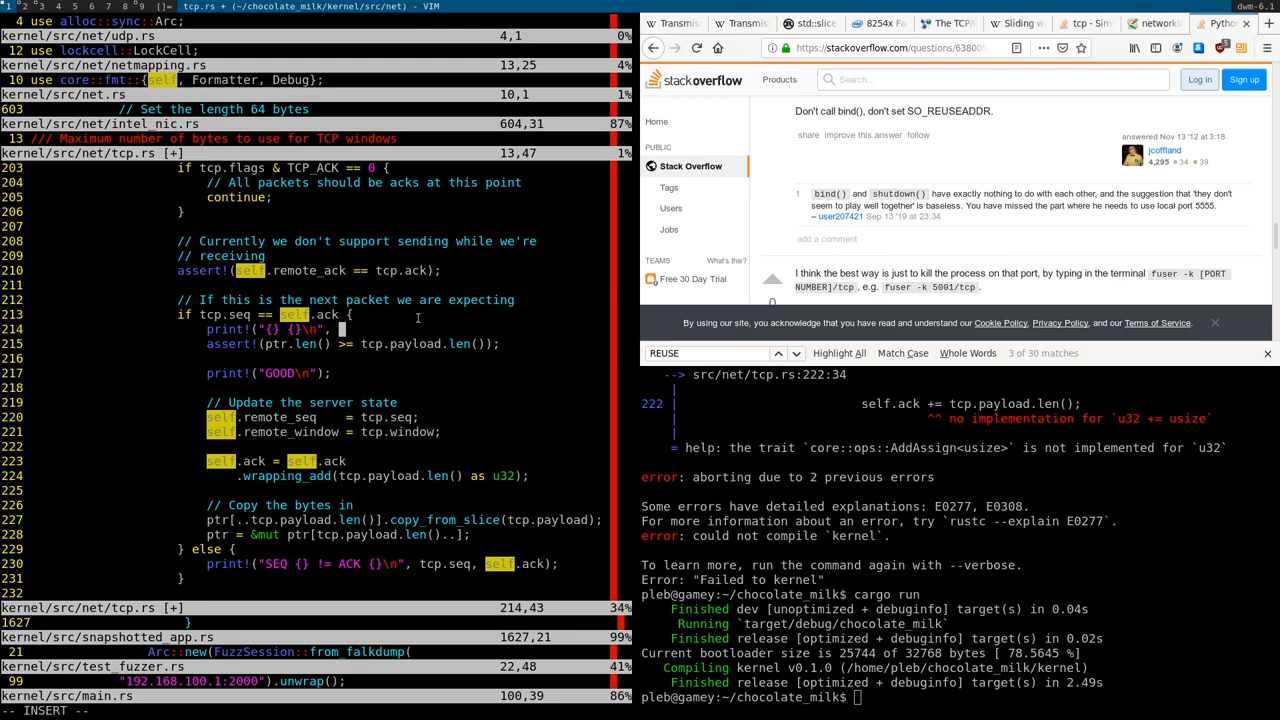 1 2 3 4 5 6 7 8 9 []= tcp.rs + (~/chocolate_milk/kernel/src/net) - VIM
dwm-6.1
4 use alloc::sync::Arc;
kernel/src/net/udp.rs 4,1 0%
12 use lockcell::LockCell;
kernel/src/net/netmapping.rs 13,25 4%
10 use core::fmt::{self, Formatter, Debug};
kernel/src/net.rs 10,1 1%
603 // Set the length 64 bytes
kernel/src/net/intel_nic.rs 604,31 87%
13 /// Maximum number of bytes to use for TCP windows
kernel/src/net/tcp.rs [+] 13,47 1%
203 if tcp.flags & TCP_ACK == 0 {
204 // All packets should be acks at this point
205 continue;
206 }
207
208 // Currently we don't support sending while we're
209 // receiving
210 assert!(self.remote_ack == tcp.ack);
211
212 // If this is the next packet we are expecting
213 if tcp.seq == self.ack {
214 print!("{} {}\n",
215 assert!(ptr.len() >= tcp.payload.len());
216
217 print!("GOOD\n");
218
219 // Update the server state
220 self.remote_seq    = tcp.seq;
221 self.remote_window = tcp.window;
222
223 self.ack = self.ack
224 .wrapping_add(tcp.payload.len() as u32);
225
226 // Copy the bytes in
227 ptr[..tcp.payload.len()].copy_from_slice(tcp.payload);
228 ptr = &mut ptr[tcp.payload.len()..];
229 } else {
230 print!("SEQ {} != ACK {}\n", tcp.seq, self.ack);
231 }
232
kernel/src/net/tcp.rs [+] 214,43 34%
1627 }
kernel/src/snapshotted_app.rs 1627,21 99%
21 Arc::new(FuzzSession::from_falkdump(
kernel/src/test_fuzzer.rs 22,48 41%
99 "192.168.100.1:2000").unwrap();
kernel/src/main.rs 100,39 86%
-- INSERT --
Transmis Transmis std::slice 8254x Fa The TCP/ Sliding w tcp - Sim networkin Python
https://stackoverflow.com/questions/63800
stackoverflow Products Search... Log in Sign up
Home
PUBLIC
Stack Overflow
Tags
Users
Jobs
TEAMS What's this?
Free 30 Day Trial
Don't call bind(), don't set SO_REUSEADDR.
share improve this answer follow
answered Nov 13 '12 at 3:18
jcoffland
4,295 34 39
1 bind() and shutdown() have exactly nothing to do with each other, and the suggestion that 'they don't
seem to play well together' is baseless. You have missed the part where he needs to use local port 5555.
– user207421 Sep 13 '19 at 23:34
add a comment
I think the best way is just to kill the process on that port, by typing in the terminal fuser -k [PORT
NUMBER]/tcp, e.g. fuser -k 5001/tcp.
0
By using our site, you acknowledge that you have read and understand our Cookie Policy, Privacy Policy, and our Terms of Service.
REUSE Highlight All Match Case Whole Words 3 of 30 matches
--> src/net/tcp.rs:222:34
|
222 | self.ack += tcp.payload.len();
| ^^ no implementation for `u32 += usize`
|
= help: the trait `core::ops::AddAssign<usize>` is not implemented for `u32`
error: aborting due to 2 previous errors
Some errors have detailed explanations: E0277, E0308.
For more information about an error, try `rustc --explain E0277`.
error: could not compile `kernel`.
To learn more, run the command again with --verbose.
Error: "Failed to kernel"
pleb@gamey:~/chocolate_milk$ cargo run
Finished dev [unoptimized + debuginfo] target(s) in 0.04s
Running `target/debug/chocolate_milk`
Finished release [optimized + debuginfo] target(s) in 0.02s
Current bootloader size is 25744 of 32768 bytes [ 78.5645 %]
Compiling kernel v0.1.0 (/home/pleb/chocolate_milk/kernel)
Finished release [optimized + debuginfo] target(s) in 2.49s
pleb@gamey:~/chocolate_milk$